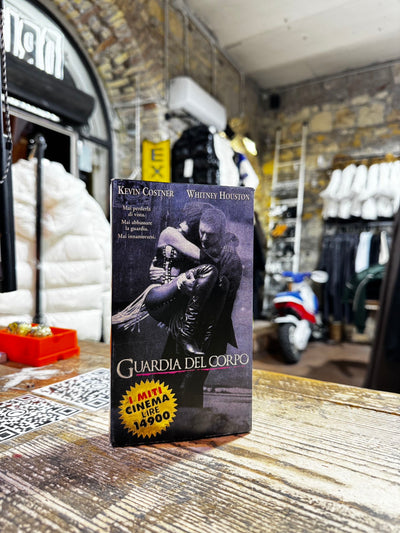 KEVIN COSTNER WHITNEY HOUSTON
Mai perderla
di vista.
Mai abbassare
la guardia.
Mai innamorarsi.
GUARDIA DEL CORPO
I MITI
CINEMA
LIRE
14900